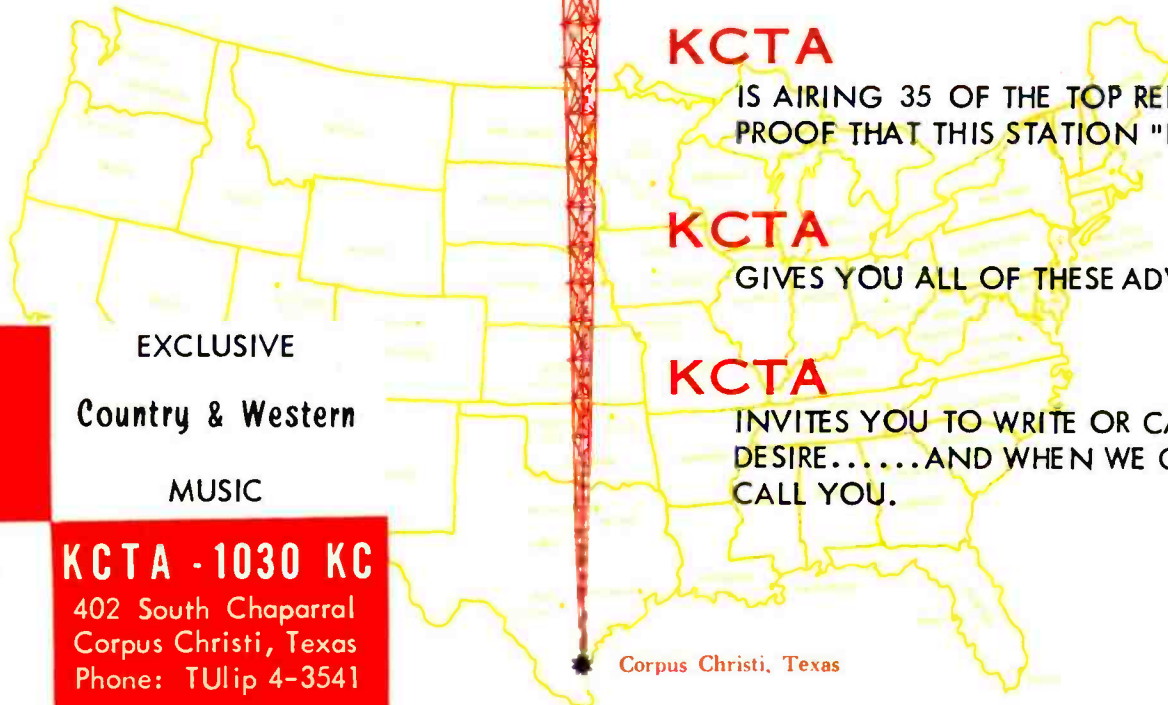 KCTA
IS AIRING 35 OF THE TOP
PROOF THAT THIS STATION "
KCTA
GIVES YOU ALL OF THESE
KCTA
INVITES YOU TO WRITE OR
DESIRE......AND WHEN WE
CALL YOU.
EXCLUSIVE
Country & Western
MUSIC
KCTA - 1030 KC
402 South Chaparral
Corpus Christi, Texas
Phone: TUlip 4-3541
Corpus Christi, Texas